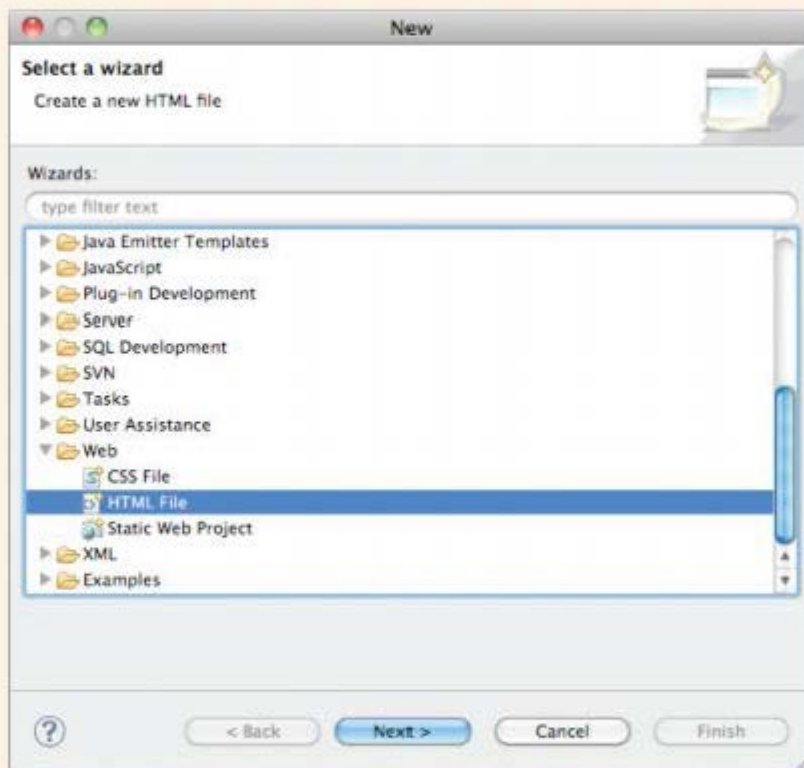 New
Select a wizard
Create a new HTML file
Wizards:
type filter text
Java Emitter Templates
JavaScript
Plug-in Development
Server
SQL Development
SVN
Tasks
User Assistance
Web
CSS File
HTML File
Static Web Project
XML
Examples
?
< Back
Next >
Cancel
Finish